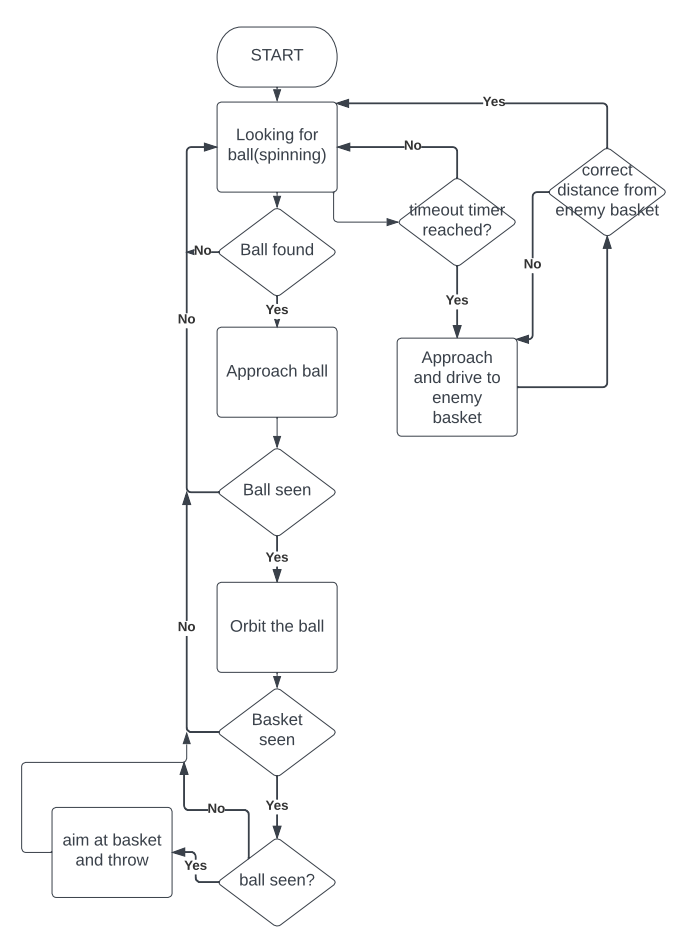 START
Yes
Looking for
ball(spinning)
No
correct
distance from
enemy basket
timeout timer
reached?
No
Ball found
No
Yes
Yes
No
Approach ball
Approach
and drive to
enemy
basket
Ball seen
Yes
No
Orbit the ball
Basket
seen
Yes
No
aim at basket
and throw
Yes
ball seen?